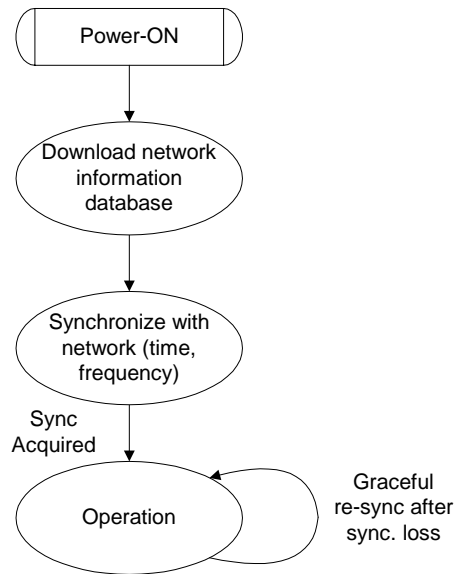 Power-ON
Download network
information
database
Synchronize with
network (time,
frequency)
Sync
Acquired
Operation
Graceful
re-sync after
sync. loss